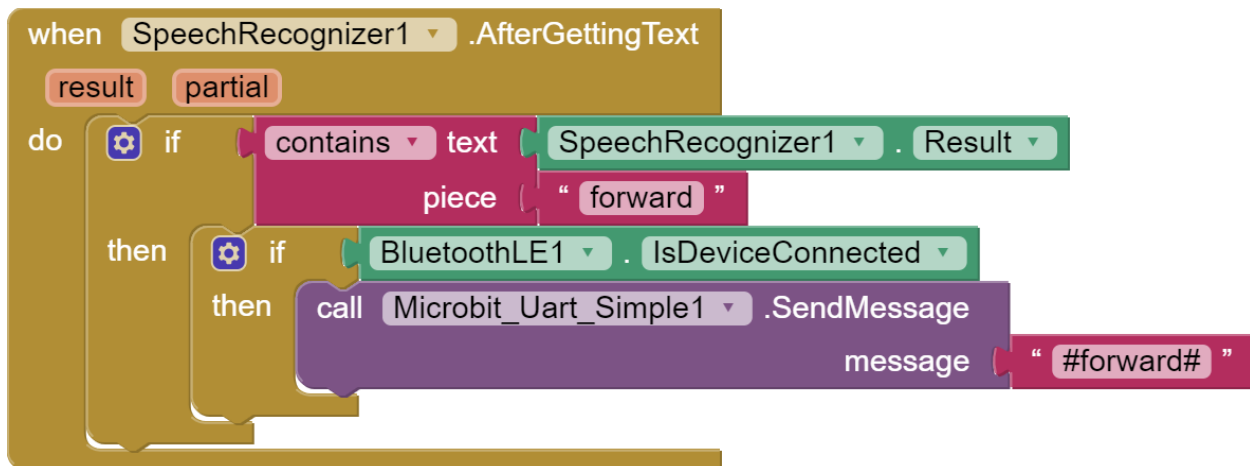 when SpeechRecognizer1 .AfterGettingText
result partial
do if contains text SpeechRecognizer1 . Result
piece “ forward ”
then if BluetoothLE1 . IsDeviceConnected
then call Microbit_Uart_Simple1 .SendMessage
message “ #forward# ”